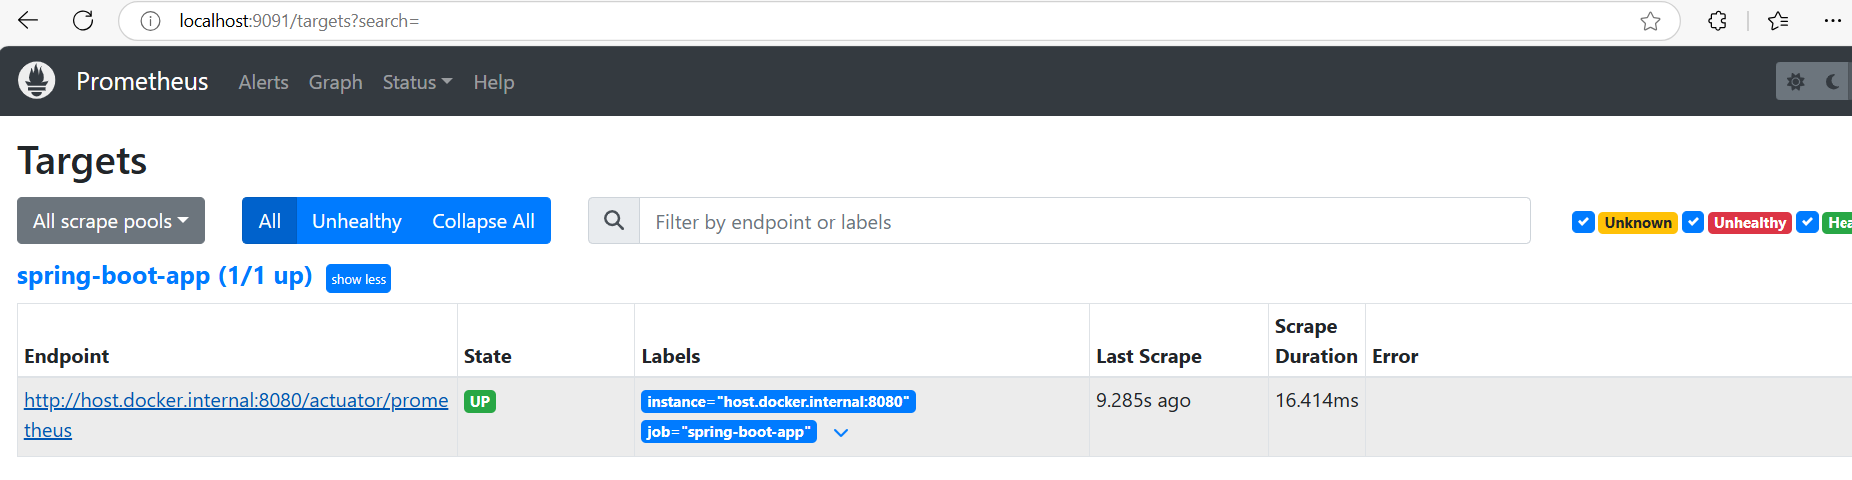 localhost:9091/targets?search=
Prometheus Alerts Graph Status Help
Targets
All scrape pools All Unhealthy Collapse All Filter by endpoint or labels Unknown Unhealthy
spring-boot-app (1/1 up) show less
Scrape
Endpoint State Labels Last Scrape Duration Error
http://host.docker.internal:8080/actuator/prome UP instance="host.docker.internal:8080" 9.285s ago 16.414ms
theus job="spring-boot-app"